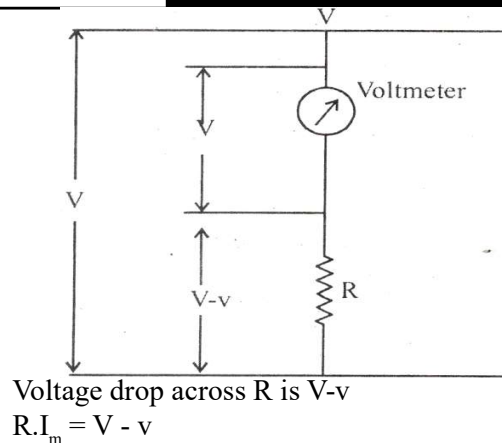 V
Voltmeter
V
V
V-v
R
Voltage drop across R is V-v
R.Iₘ = V - v